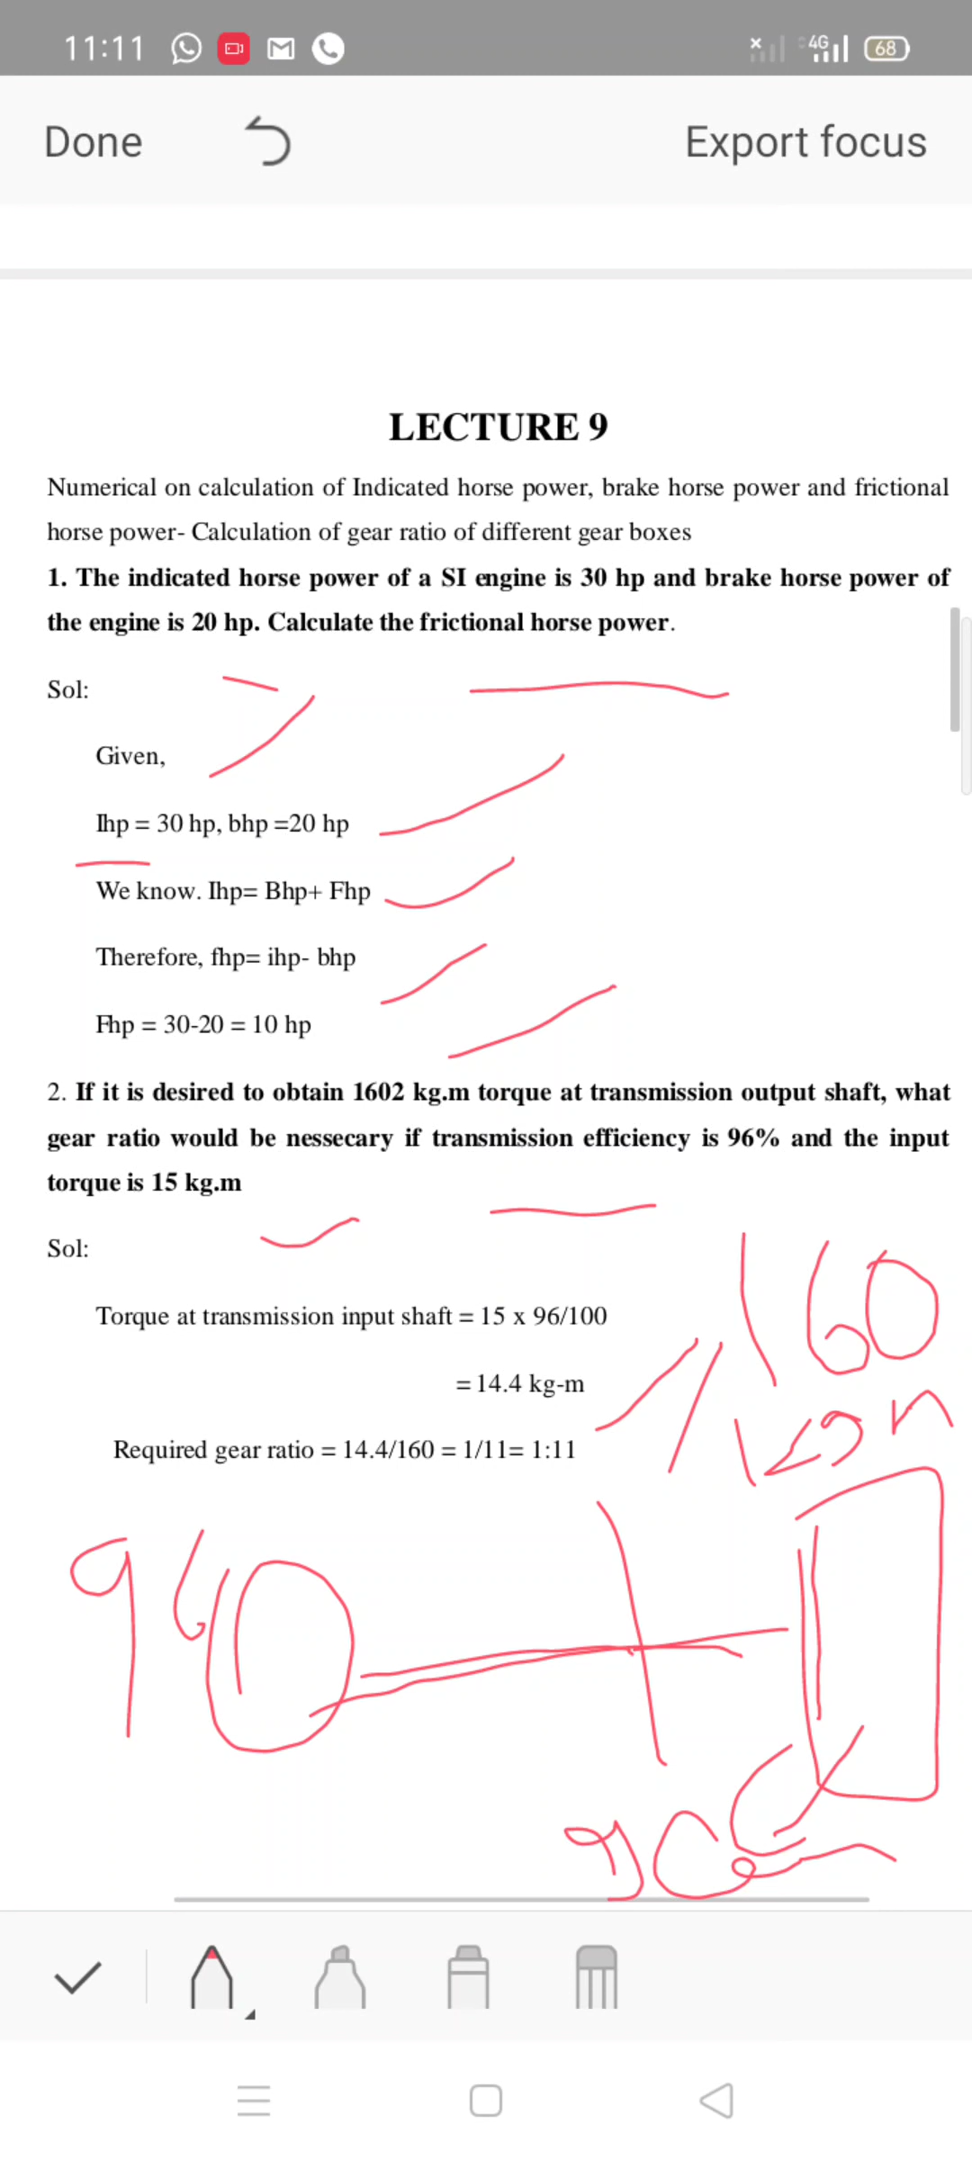 11:11 4G 68
Done Export focus
LECTURE 9
Numerical on calculation of Indicated horse power, brake horse power and frictional
horse power- Calculation of gear ratio of different gear boxes
1. The indicated horse power of a SI engine is 30 hp and brake horse power of
the engine is 20 hp. Calculate the frictional horse power.
Sol:
Given,
Ihp = 30 hp, bhp =20 hp
We know. Ihp= Bhp+ Fhp
Therefore, fhp= ihp- bhp
Fhp = 30-20 = 10 hp
2. If it is desired to obtain 1602 kg.m torque at transmission output shaft, what
gear ratio would be nessecary if transmission efficiency is 96% and the input
torque is 15 kg.m
Sol:
160
Torque at transmission input shaft = 15 x 96/100
= 14.4 kg-m
Required gear ratio = 14.4/160 = 1/11= 1:11